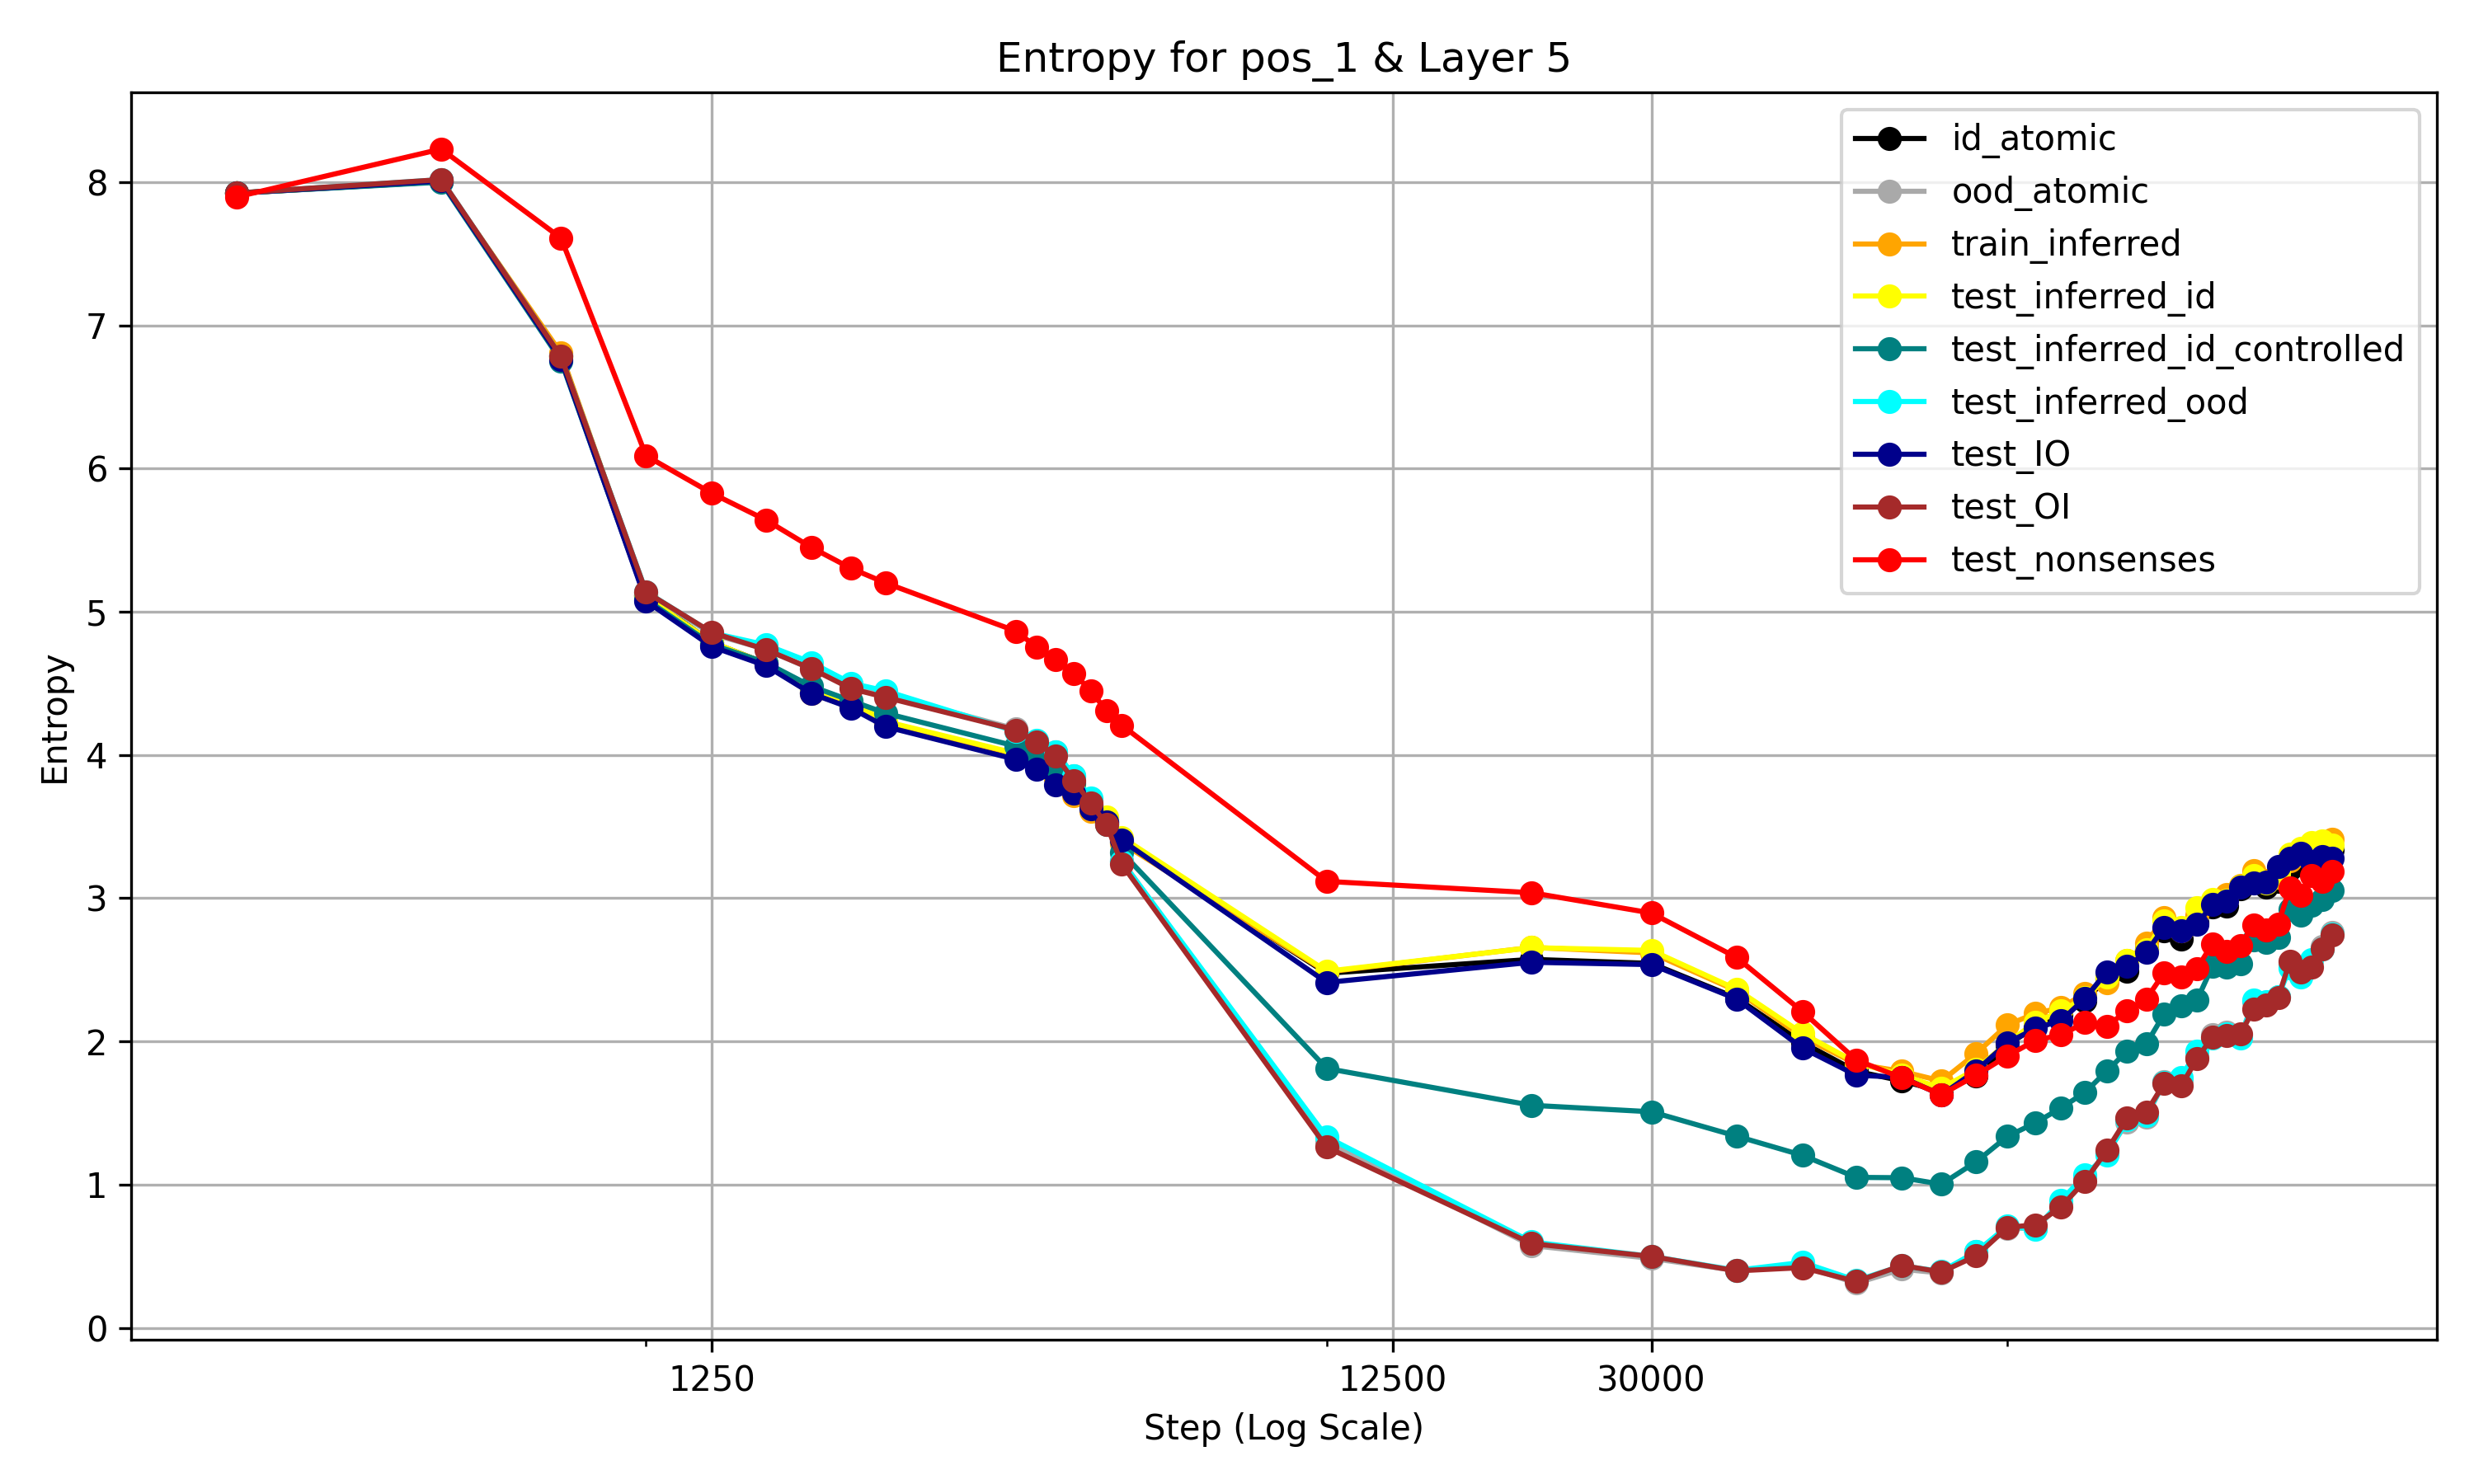 Entropy for pos_1 & Layer 5
Entropy
8
7
6
5
4
3
2
1
0
id_atomic
ood_atomic
train_inferred
test_inferred_id
test_inferred_id_controlled
test_inferred_ood
test_IO
test_OI
test_nonsenses
1250
12500
30000
Step (Log Scale)